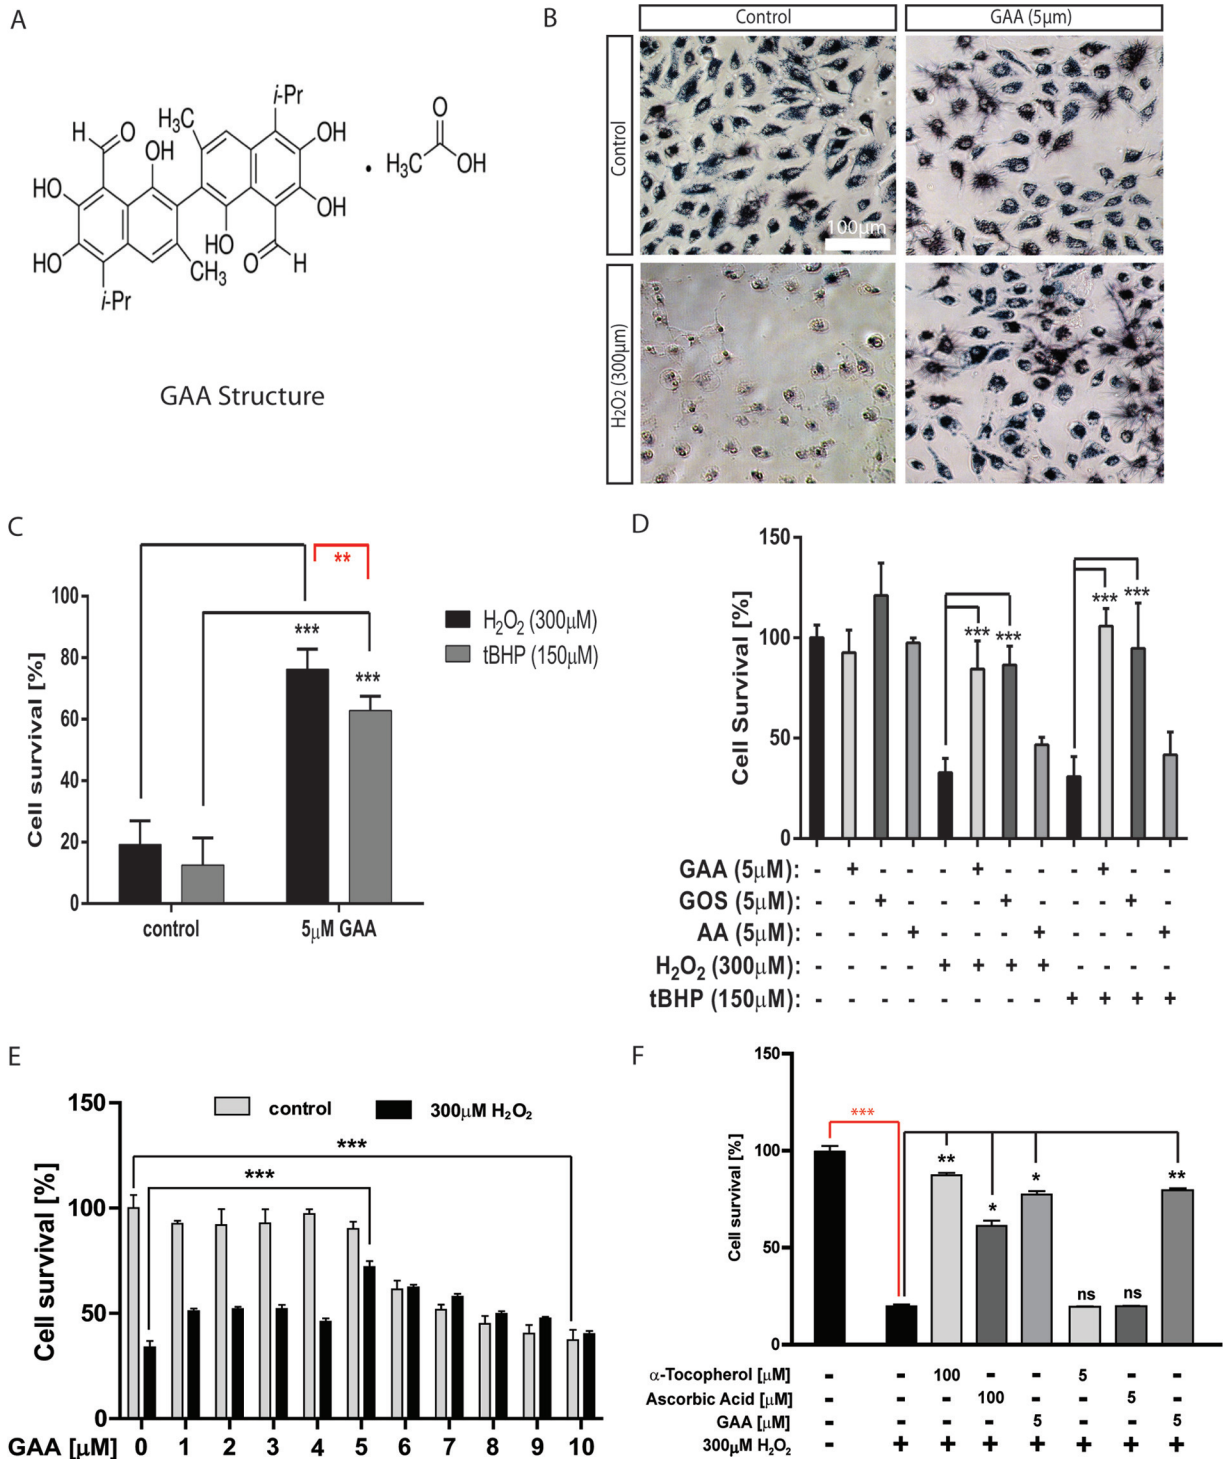 A
H
O
OH
H₃C
i-Pr
OH
OH
HO
HO
i-Pr
CH₃
HO
O
H
•
O
H₃C
OH
GAA Structure
B
Control
GAA (5µm)
Control
H₂O₂ (300µm)
100µm
C
Cell survival [%]
100
80
60
40
20
0
**
***
***
H₂O₂ (300µM)
tBHP (150µM)
control
5µM GAA
D
Cell Survival [%]
150
100
50
0
***
***
***
***
GAA (5µM): - + - - - + - - - + - -
GOS (5µM): - - + - - - + - - - + -
AA (5µM): - - - + - - - + - - - +
H₂O₂ (300µM): - - - - + + + + - - - -
tBHP (150µM): - - - - - - - - + + + +
E
Cell survival [%]
150
100
50
0
control
300µM H₂O₂
***
***
GAA [µM] 0 1 2 3 4 5 6 7 8 9 10
F
Cell survival [%]
150
100
50
0
***
**
*
*
ns
ns
**
α-Tocopherol [µM] - - 100 - - 5 - -
Ascorbic Acid [µM] - - - 100 - - 5 -
GAA [µM] - - - - 5 - - 5
300µM H₂O₂ - + + + + + + +